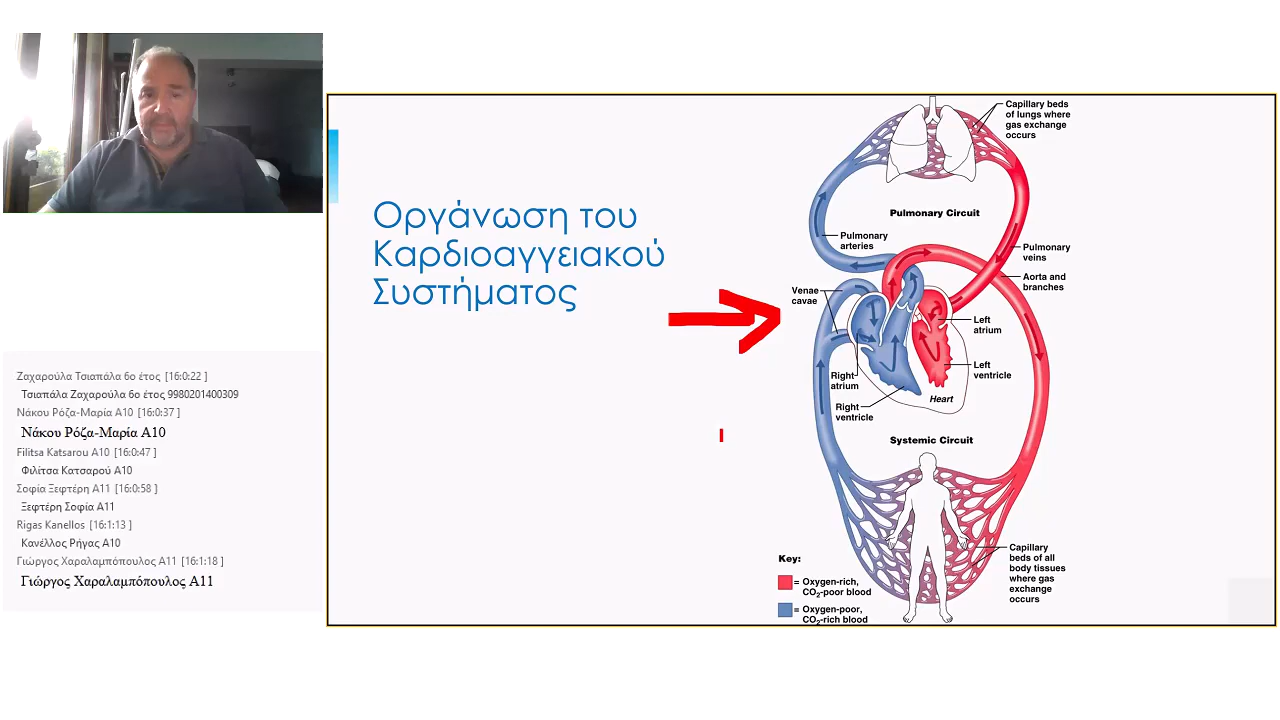 Οργάνωση του
Καρδιοαγγειακού
Συστήματος
Capillary beds
of lungs where
gas exchange
occurs
Pulmonary Circuit
Pulmonary
arteries
Pulmonary
veins
Aorta and
branches
Venae
cavae
Left
atrium
Left
ventricle
Right
atrium
Right
ventricle
Heart
Systemic Circuit
Capillary
beds of all
body tissues
where gas
exchange
occurs
Key:
= Oxygen-rich,
CO2-poor blood
= Oxygen-poor,
CO2-rich blood
Ζαχαρούλα Τσιαπάλα 6ο έτος [16:0:22 ]
Τσιαπάλα Ζαχαρούλα 6ο έτος 9980201400309
Νάκου Ρόζα-Μαρία Α10 [16:0:37 ]
Νάκου Ρόζα-Μαρία Α10
Filitsa Katsarou A10 [16:0:47 ]
Φιλίτσα Κατσαρού Α10
Σοφία Ξεφτέρη Α11 [16:0:58 ]
Ξεφτέρη Σοφία Α11
Rigas Kanellos [16:1:13 ]
Κανέλλος Ρήγας Α10
Γιώργος Χαραλαμπόπουλος Α11 [16:1:18 ]
Γιώργος Χαραλαμπόπουλος Α11